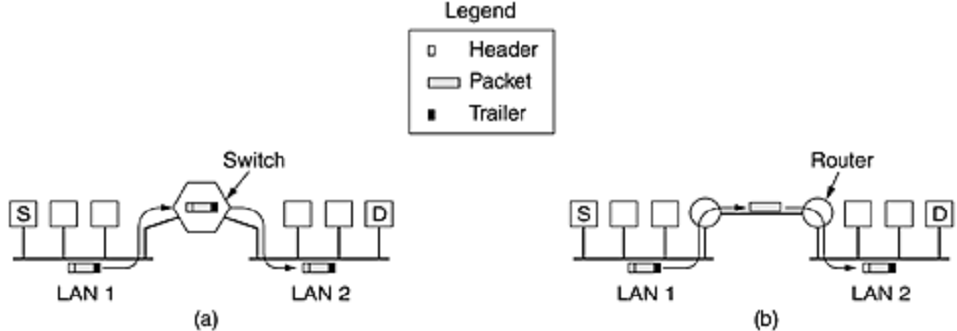 Legend
Header
Packet
Trailer
Switch
Router
S
D
S
D
LAN 1
LAN 2
LAN 1
LAN 2
(a)
(b)